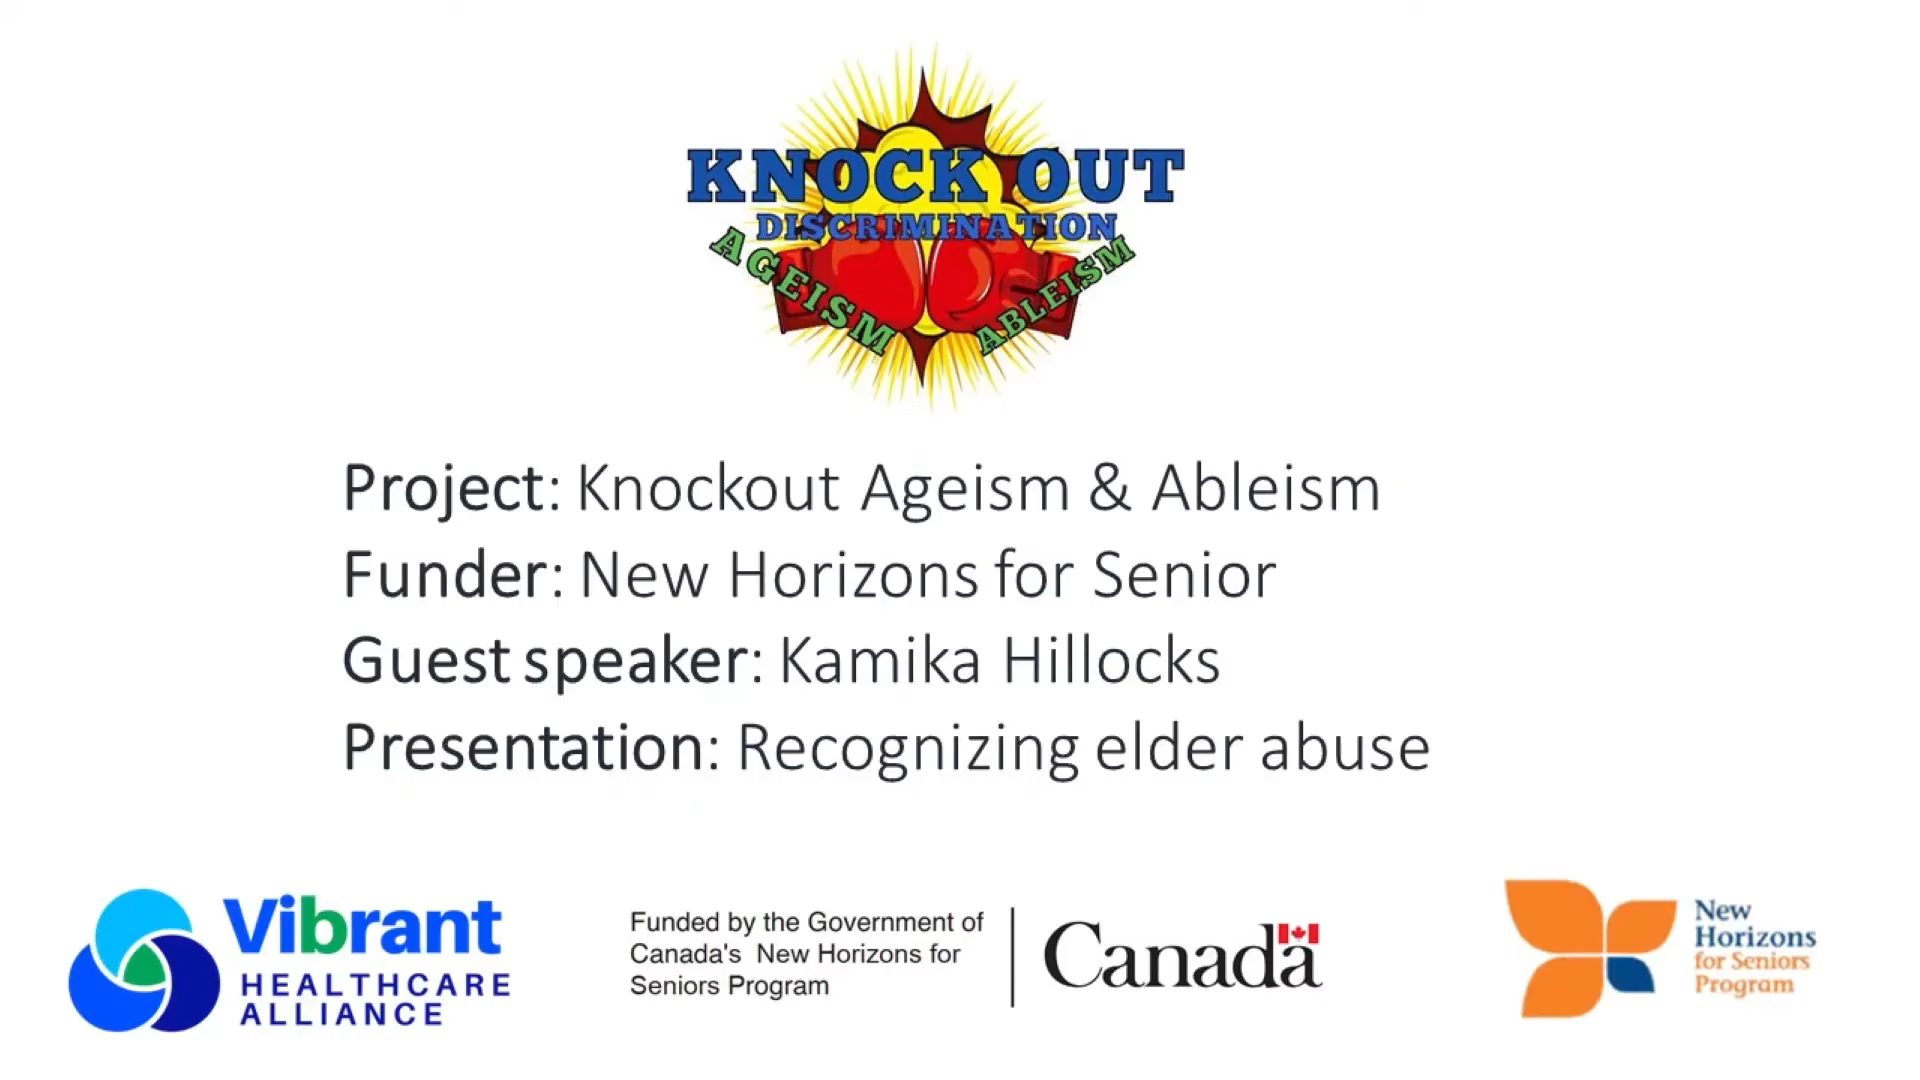 KNOCK OUT
DISCRIMINATION
AGEISM
ABLEISM
Project: Knockout Ageism & Ableism
Funder: New Horizons for Senior
Guest speaker: Kamika Hillocks
Presentation: Recognizing elder abuse
Vibrant
HEALTHCARE
ALLIANCE
Funded by the Government of
Canada's New Horizons for
Seniors Program
Canada
New
Horizons
for Seniors
Program